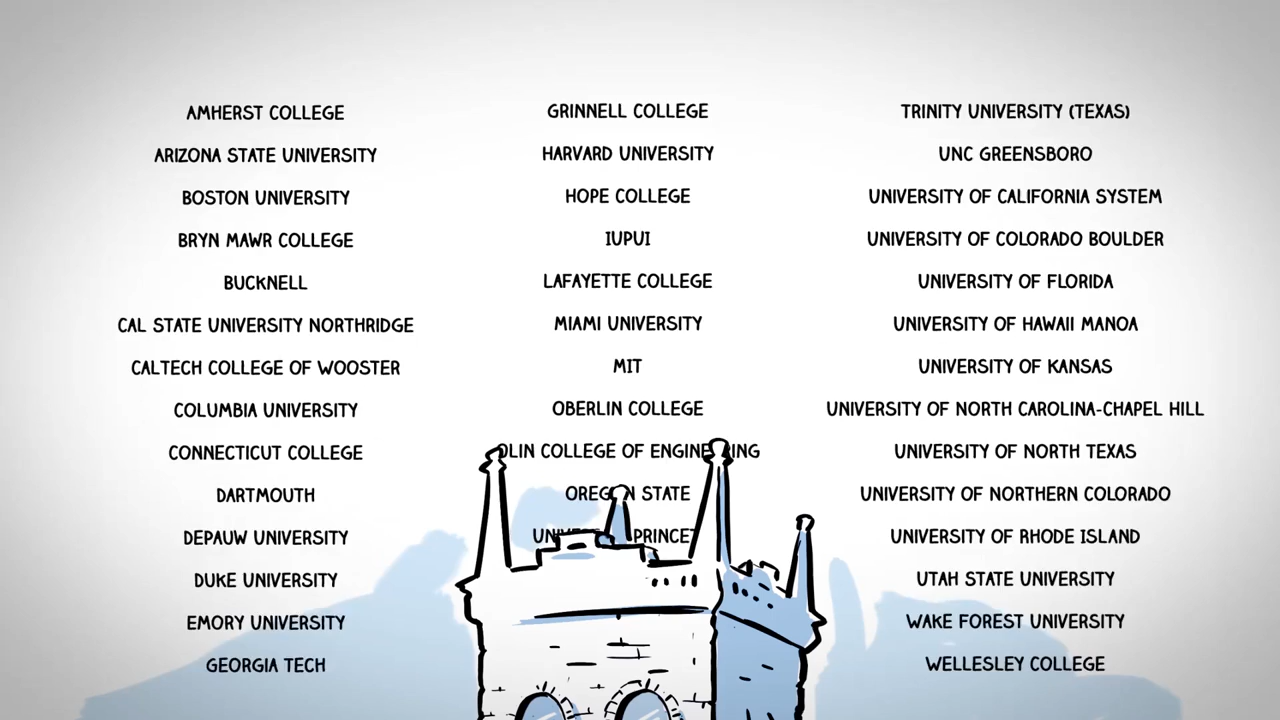 AMHERST COLLEGE
ARIZONA STATE UNIVERSITY
BOSTON UNIVERSITY
BRYN MAWR COLLEGE
BUCKNELL
CAL STATE UNIVERSITY NORTHRIDGE
CALTECH COLLEGE OF WOOSTER
COLUMBIA UNIVERSITY
CONNECTICUT COLLEGE
DARTMOUTH
DEPAUW UNIVERSITY
DUKE UNIVERSITY
EMORY UNIVERSITY
GEORGIA TECH
GRINNELL COLLEGE
HARVARD UNIVERSITY
HOPE COLLEGE
IUPUI
LAFAYETTE COLLEGE
MIAMI UNIVERSITY
MIT
OBERLIN COLLEGE
OLIN COLLEGE OF ENGINEERING
OREGON STATE
TRINITY UNIVERSITY (TEXAS)
UNC GREENSBORO
UNIVERSITY OF CALIFORNIA SYSTEM
UNIVERSITY OF COLORADO BOULDER
UNIVERSITY OF FLORIDA
UNIVERSITY OF HAWAII MANOA
UNIVERSITY OF KANSAS
UNIVERSITY OF NORTH CAROLINA-CHAPEL HILL
UNIVERSITY OF NORTH TEXAS
UNIVERSITY OF NORTHERN COLORADO
UNIVERSITY OF RHODE ISLAND
UTAH STATE UNIVERSITY
WAKE FOREST UNIVERSITY
WELLESLEY COLLEGE